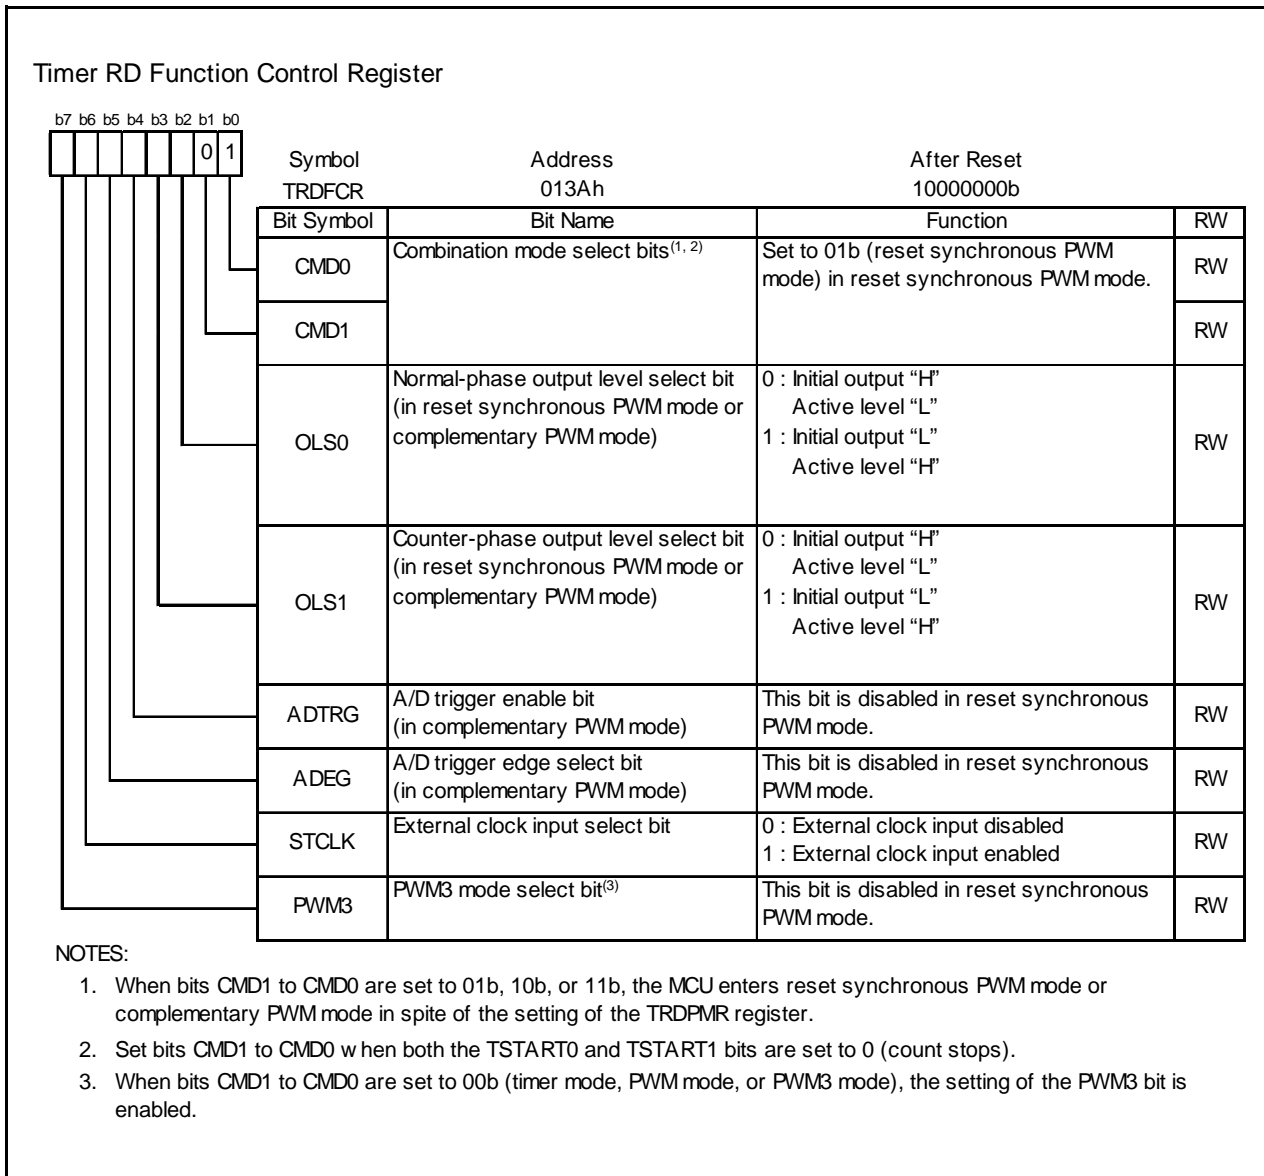 Timer RD Function Control Register
b7 b6 b5 b4 b3 b2 b1 b0
0 1
Symbol Address After Reset
TRDFCR 013Ah 10000000b
Bit Symbol Bit Name Function RW
CMD0 Combination mode select bits(1, 2) Set to 01b (reset synchronous PWM
mode) in reset synchronous PWM mode. RW
CMD1 RW
OLS0 Normal-phase output level select bit 0 : Initial output “H”
(in reset synchronous PWM mode or Active level “L”
complementary PWM mode) 1 : Initial output “L” RW
Active level “H”
OLS1 Counter-phase output level select bit 0 : Initial output “H”
(in reset synchronous PWM mode or Active level “L”
complementary PWM mode) 1 : Initial output “L” RW
Active level “H”
ADTRG A/D trigger enable bit This bit is disabled in reset synchronous RW
(in complementary PWM mode) PWM mode.
ADEG A/D trigger edge select bit This bit is disabled in reset synchronous RW
(in complementary PWM mode) PWM mode.
STCLK External clock input select bit 0 : External clock input disabled RW
1 : External clock input enabled
PWM3 PWM3 mode select bit(3) This bit is disabled in reset synchronous RW
PWM mode.
NOTES:
1. When bits CMD1 to CMD0 are set to 01b, 10b, or 11b, the MCU enters reset synchronous PWM mode or
complementary PWM mode in spite of the setting of the TRDPMR register.
2. Set bits CMD1 to CMD0 w hen both the TSTART0 and TSTART1 bits are set to 0 (count stops).
3. When bits CMD1 to CMD0 are set to 00b (timer mode, PWM mode, or PWM3 mode), the setting of the PWM3 bit is
enabled.